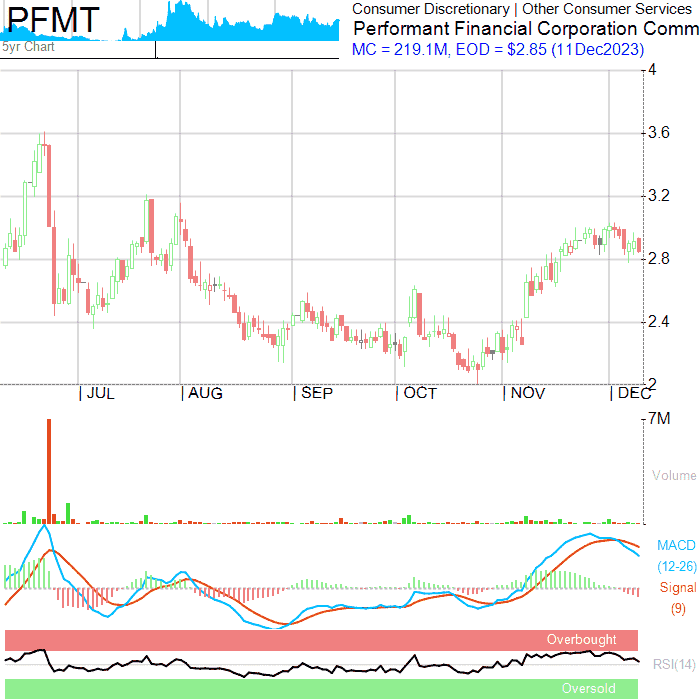 PFMT
5yr Chart
Consumer Discretionary | Other Consumer Services
Performant Financial Corporation Comm
MC = 219.1M, EOD = $2.85 (11Dec2023)
4
3.6
3.2
2.8
2.4
2
| JUL
| AUG
| SEP
| OCT
| NOV
| DEC
7M
Volume
MACD
(12-26)
Signal
(9)
Overbought
RSI(14)
Oversold